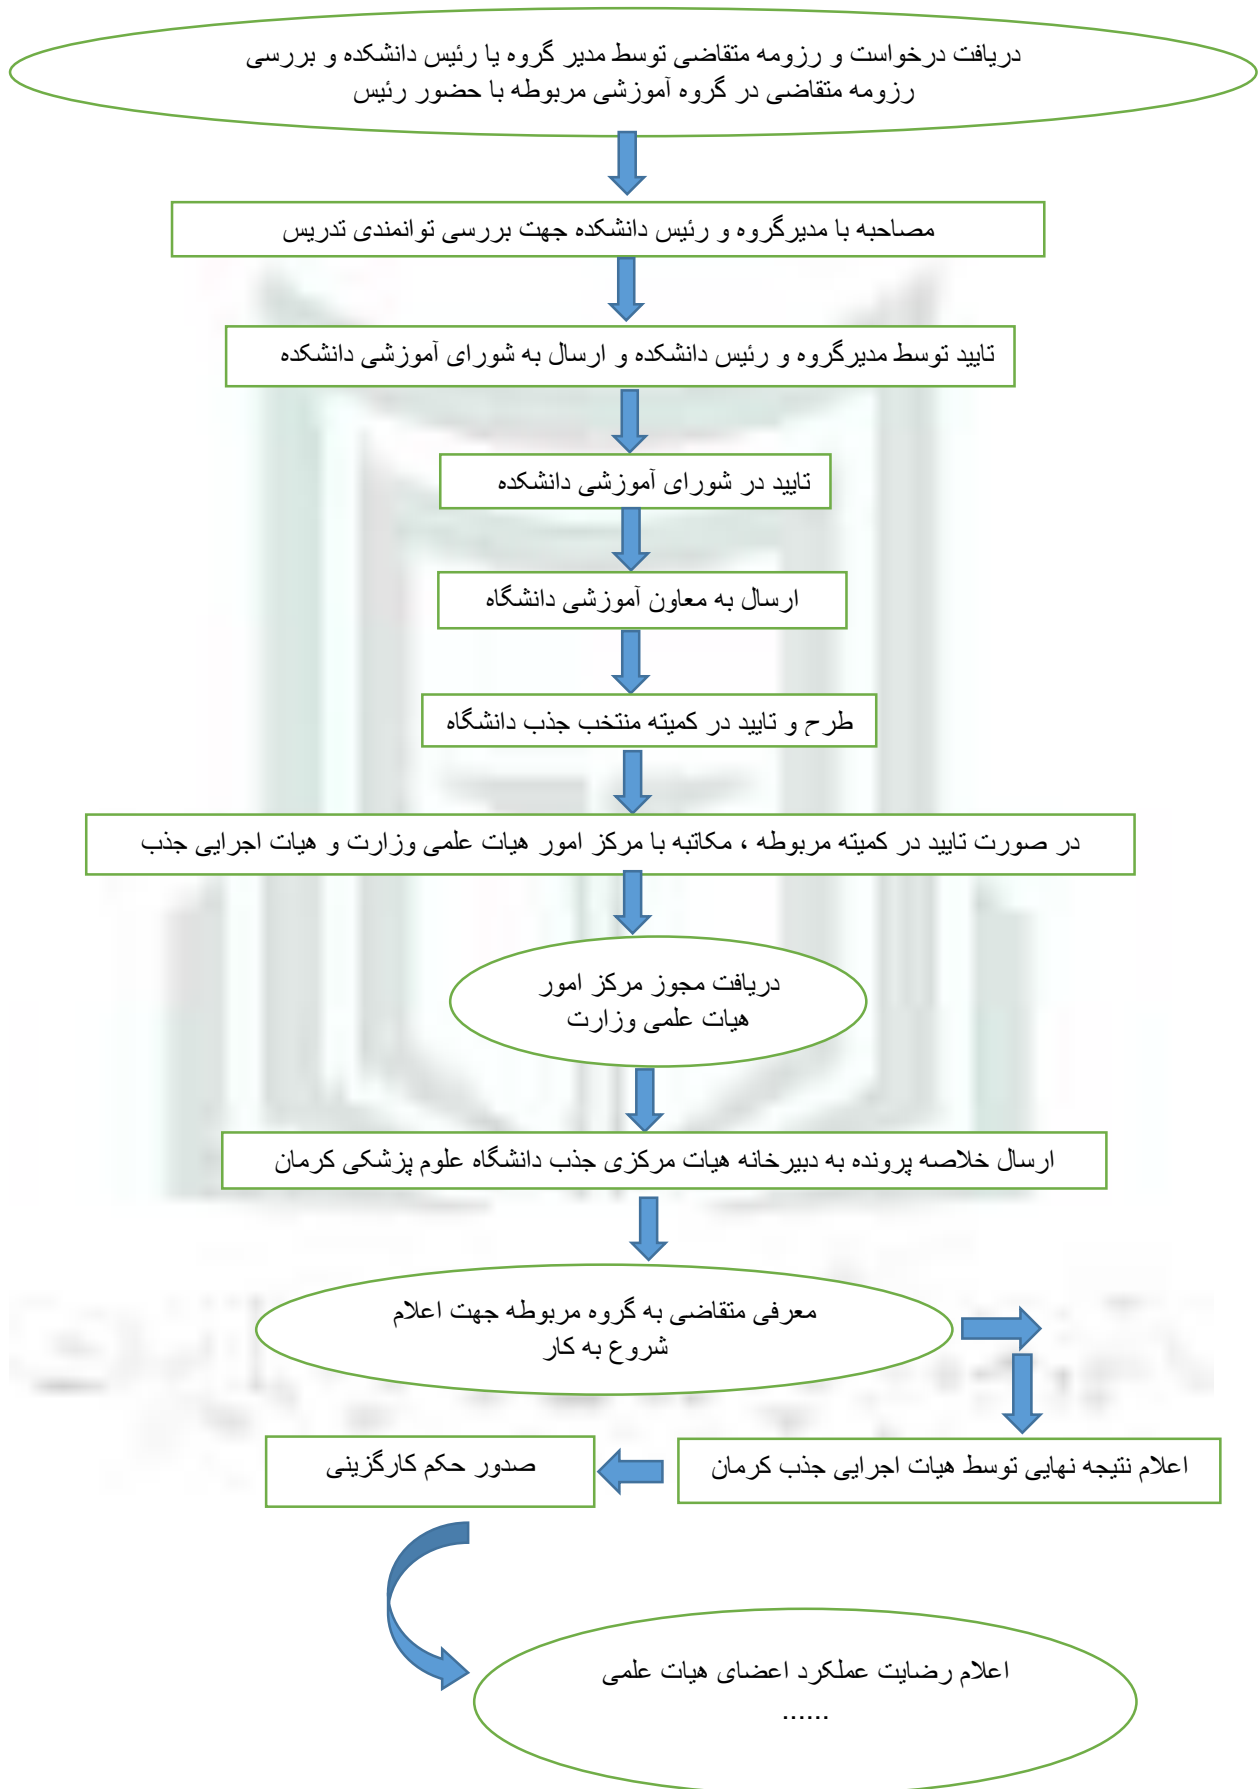 دریافت درخواست و رزومه متقاضی توسط مدیر گروه یا رئیس دانشکده و بررسی
رزومه متقاضی در گروه آموزشی مربوطه با حضور رئیس
مصاحبه با مدیرگروه و رئیس دانشکده جهت بررسی توانمندی تدریس
تایید توسط مدیرگروه و رئیس دانشکده و ارسال به شورای آموزشی دانشکده
تایید در شورای آموزشی دانشکده
ارسال به معاون آموزشی دانشگاه
طرح و تایید در کمیته منتخب جذب دانشگاه
در صورت تایید در کمیته مربوطه ، مکاتبه با مرکز امور هیات علمی وزارت و هیات اجرایی جذب
دریافت مجوز مرکز امور
هیات علمی وزارت
ارسال خلاصه پرونده به دبیرخانه هیات مرکزی جذب دانشگاه علوم پزشکی کرمان
معرفی متقاضی به گروه مربوطه جهت اعلام
شروع به کار
اعلام نتیجه نهایی توسط هیات اجرایی جذب کرمان
صدور حکم کارگزینی
اعلام رضایت عملکرد اعضای هیات علمی
......